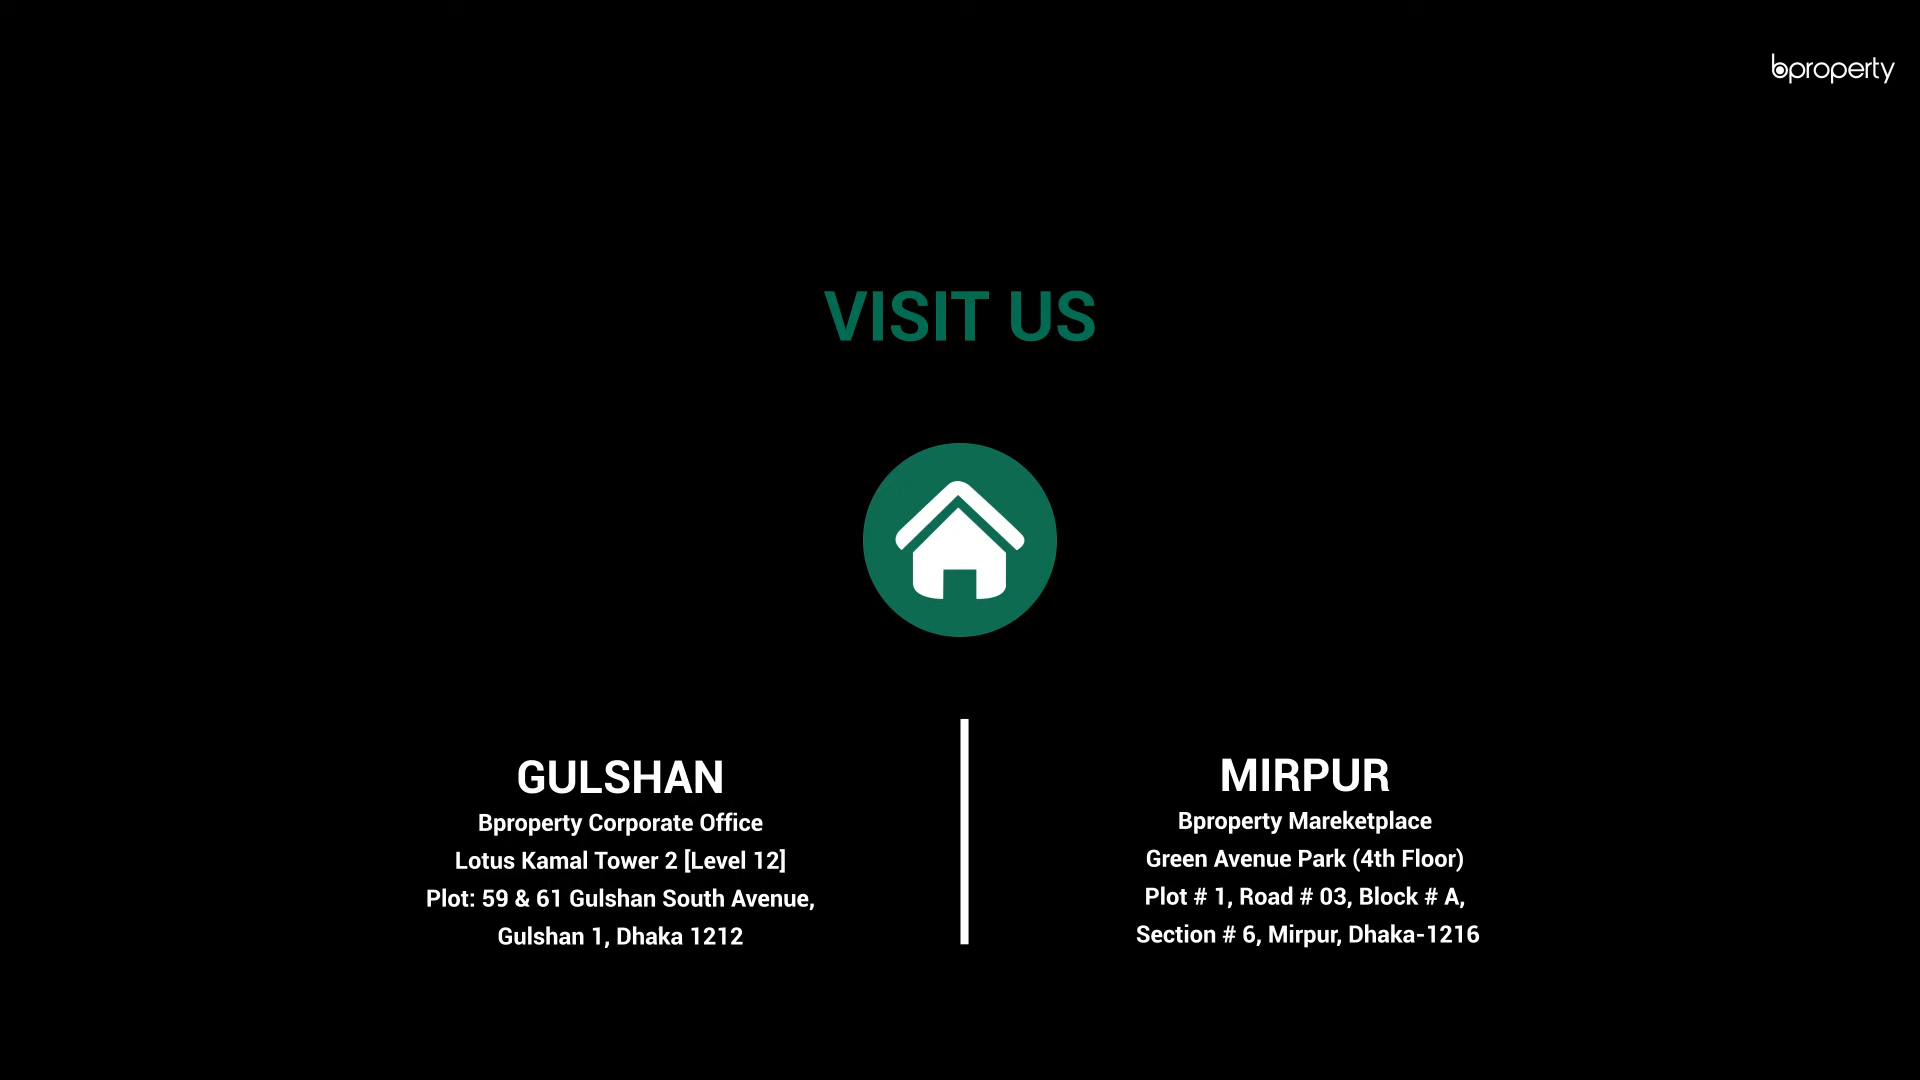 bproperty
VISIT US
GULSHAN
Bproperty Corporate Office
Lotus Kamal Tower 2 [Level 12]
Plot: 59 & 61 Gulshan South Avenue,
Gulshan 1, Dhaka 1212
MIRPUR
Bproperty Mareketplace
Green Avenue Park (4th Floor)
Plot # 1, Road # 03, Block # A,
Section # 6, Mirpur, Dhaka-1216